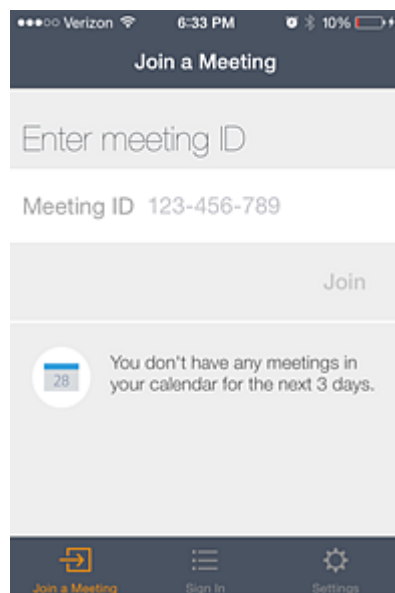 Verizon 6:33 PM 10%
Join a Meeting
Enter meeting ID
Meeting ID 123-456-789
Join
28
You don't have any meetings in
your calendar for the next 3 days.
Join a Meeting Sign In Settings